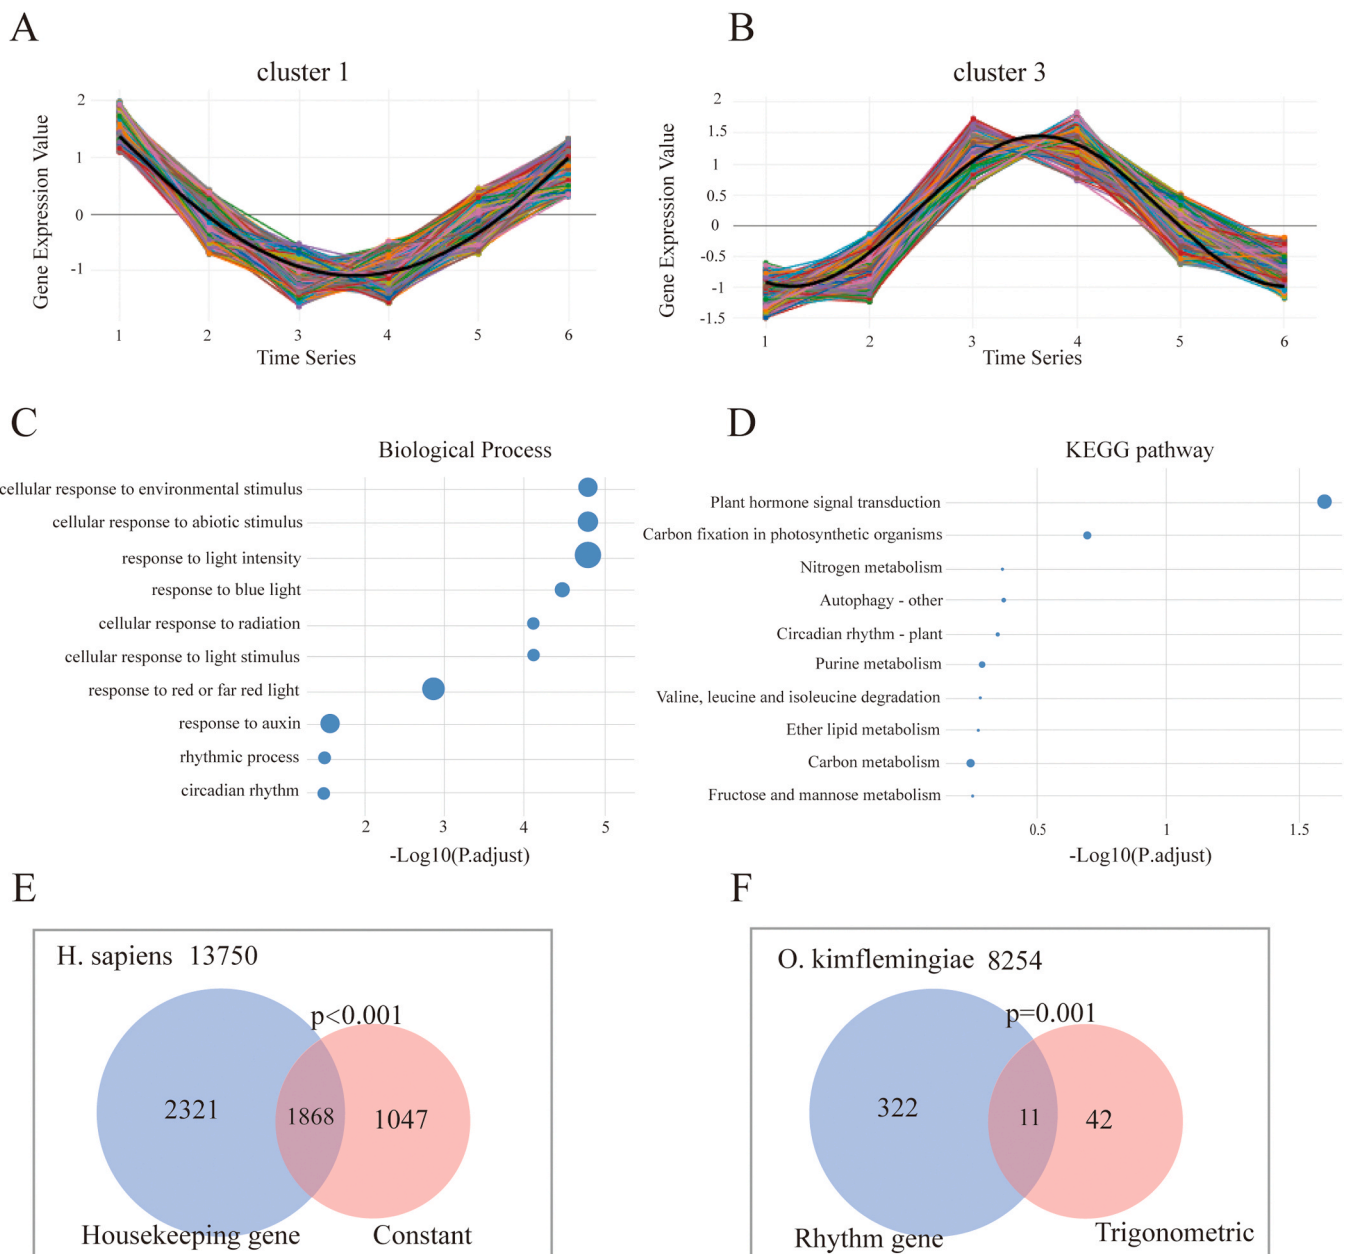 A
B
cluster 1
cluster 3
Gene Expression Value
2
1
0
-1
1 2 3 4 5 6
Time Series
Gene Expression Value
2
1.5
1
0.5
0
-0.5
-1
-1.5
1 2 3 4 5 6
Time Series
C
D
Biological Process
cellular response to environmental stimulus
cellular response to abiotic stimulus
response to light intensity
response to blue light
cellular response to radiation
cellular response to light stimulus
response to red or far red light
response to auxin
rhythmic process
circadian rhythm
2 3 4 5
-Log10(P.adjust)
KEGG pathway
Plant hormone signal transduction
Carbon fixation in photosynthetic organisms
Nitrogen metabolism
Autophagy - other
Circadian rhythm - plant
Purine metabolism
Valine, leucine and isoleucine degradation
Ether lipid metabolism
Carbon metabolism
Fructose and mannose metabolism
0.5 1 1.5
-Log10(P.adjust)
E
F
H. sapiens 13750
p<0.001
2321
1868
1047
Housekeeping gene
Constant
O. kimflemingiae 8254
p=0.001
322
11
42
Rhythm gene
Trigonometric